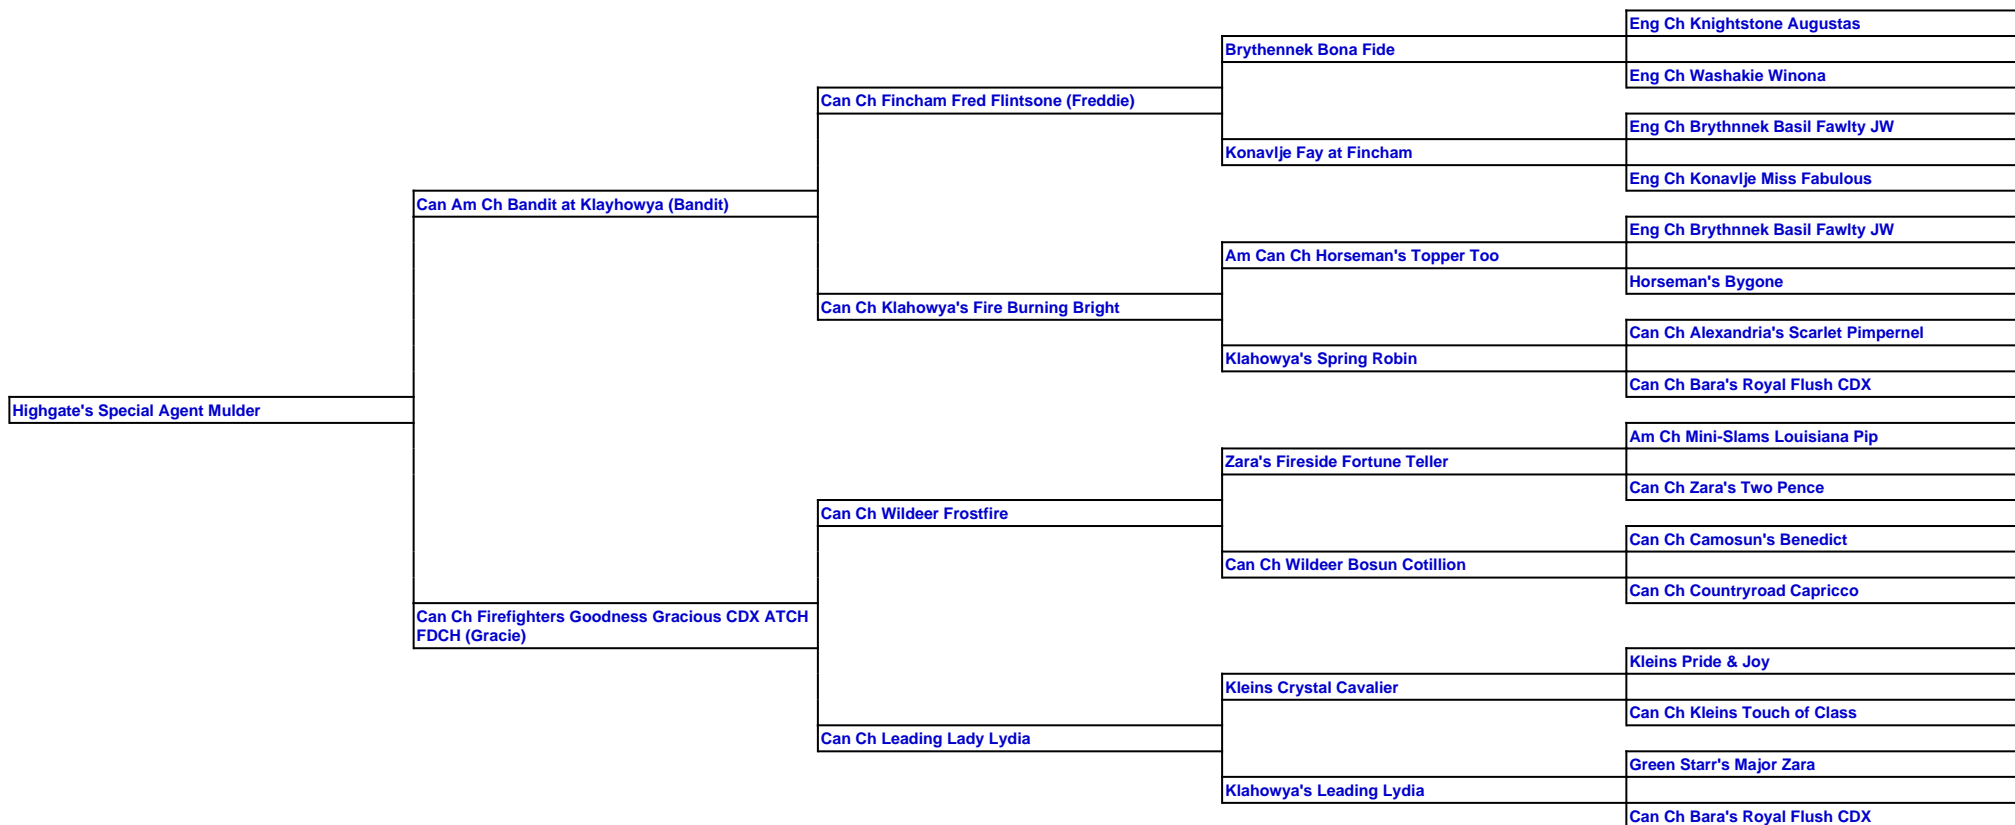 Eng Ch Knightstone Augustas
Brythennek Bona Fide
Eng Ch Washakie Winona
Can Ch Fincham Fred Flintsone (Freddie)
Eng Ch Brythnnek Basil Fawlty JW
Konavlje Fay at Fincham
Eng Ch Konavlje Miss Fabulous
Can Am Ch Bandit at Klayhowya (Bandit)
Eng Ch Brythnnek Basil Fawlty JW
Am Can Ch Horseman's Topper Too
Horseman's Bygone
Can Ch Klahowya's Fire Burning Bright
Can Ch Alexandria's Scarlet Pimpernel
Klahowya's Spring Robin
Can Ch Bara's Royal Flush CDX
Highgate's Special Agent Mulder
Am Ch Mini-Slams Louisiana Pip
Zara's Fireside Fortune Teller
Can Ch Zara's Two Pence
Can Ch Wildeer Frostfire
Can Ch Camosun's Benedict
Can Ch Wildeer Bosun Cotillion
Can Ch Countryroad Capricco
Can Ch Firefighters Goodness Gracious CDX ATCH
FDCH (Gracie)
Kleins Pride & Joy
Kleins Crystal Cavalier
Can Ch Kleins Touch of Class
Can Ch Leading Lady Lydia
Green Starr's Major Zara
Klahowya's Leading Lydia
Can Ch Bara's Royal Flush CDX